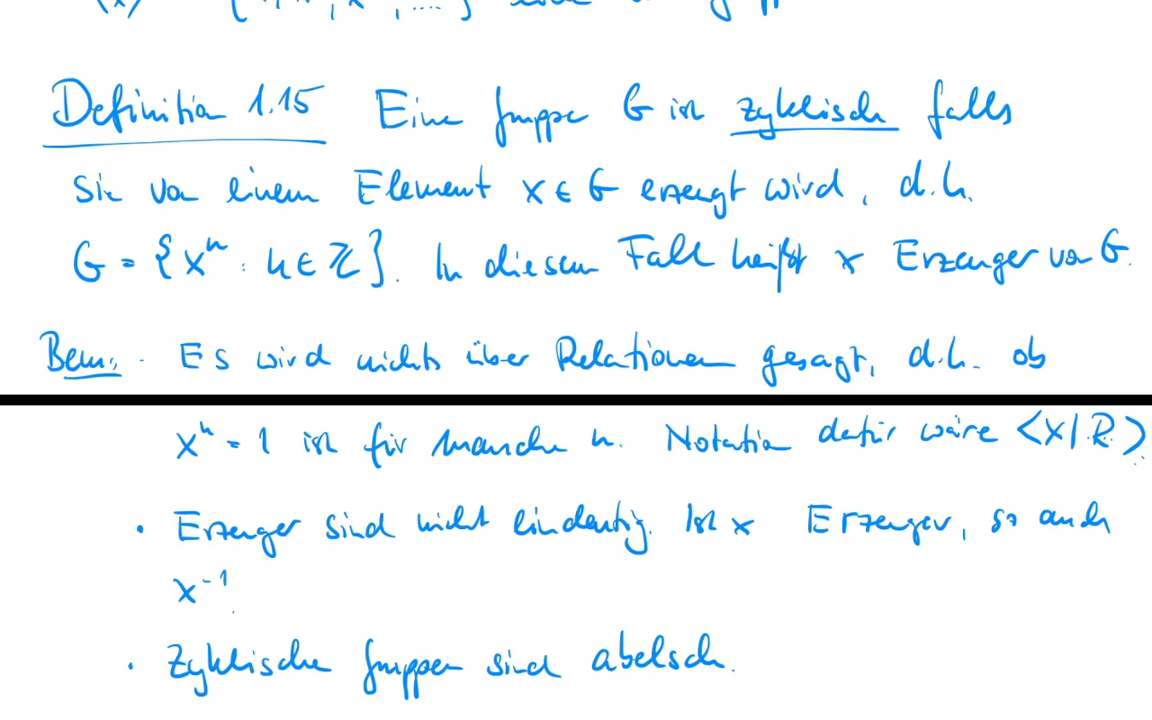 Definition 1.15 Eine Gruppe G ist zyklisch falls
Sie von einem Element x ∈ G erzeugt wird, d.h.
G = {xⁿ : n ∈ ℤ}. In diesem Fall heißt x Erzeuger von G.
Bem: · Es wird nichts über Relationen gesagt, d.h. ob
xⁿ = 1 ist für manche n. Notation dafür wäre <X|R>.
· Erzeuger sind nicht eindeutig. Ist x Erzeuger, so auch
x⁻¹.
· Zyklische Gruppen sind abelsch.